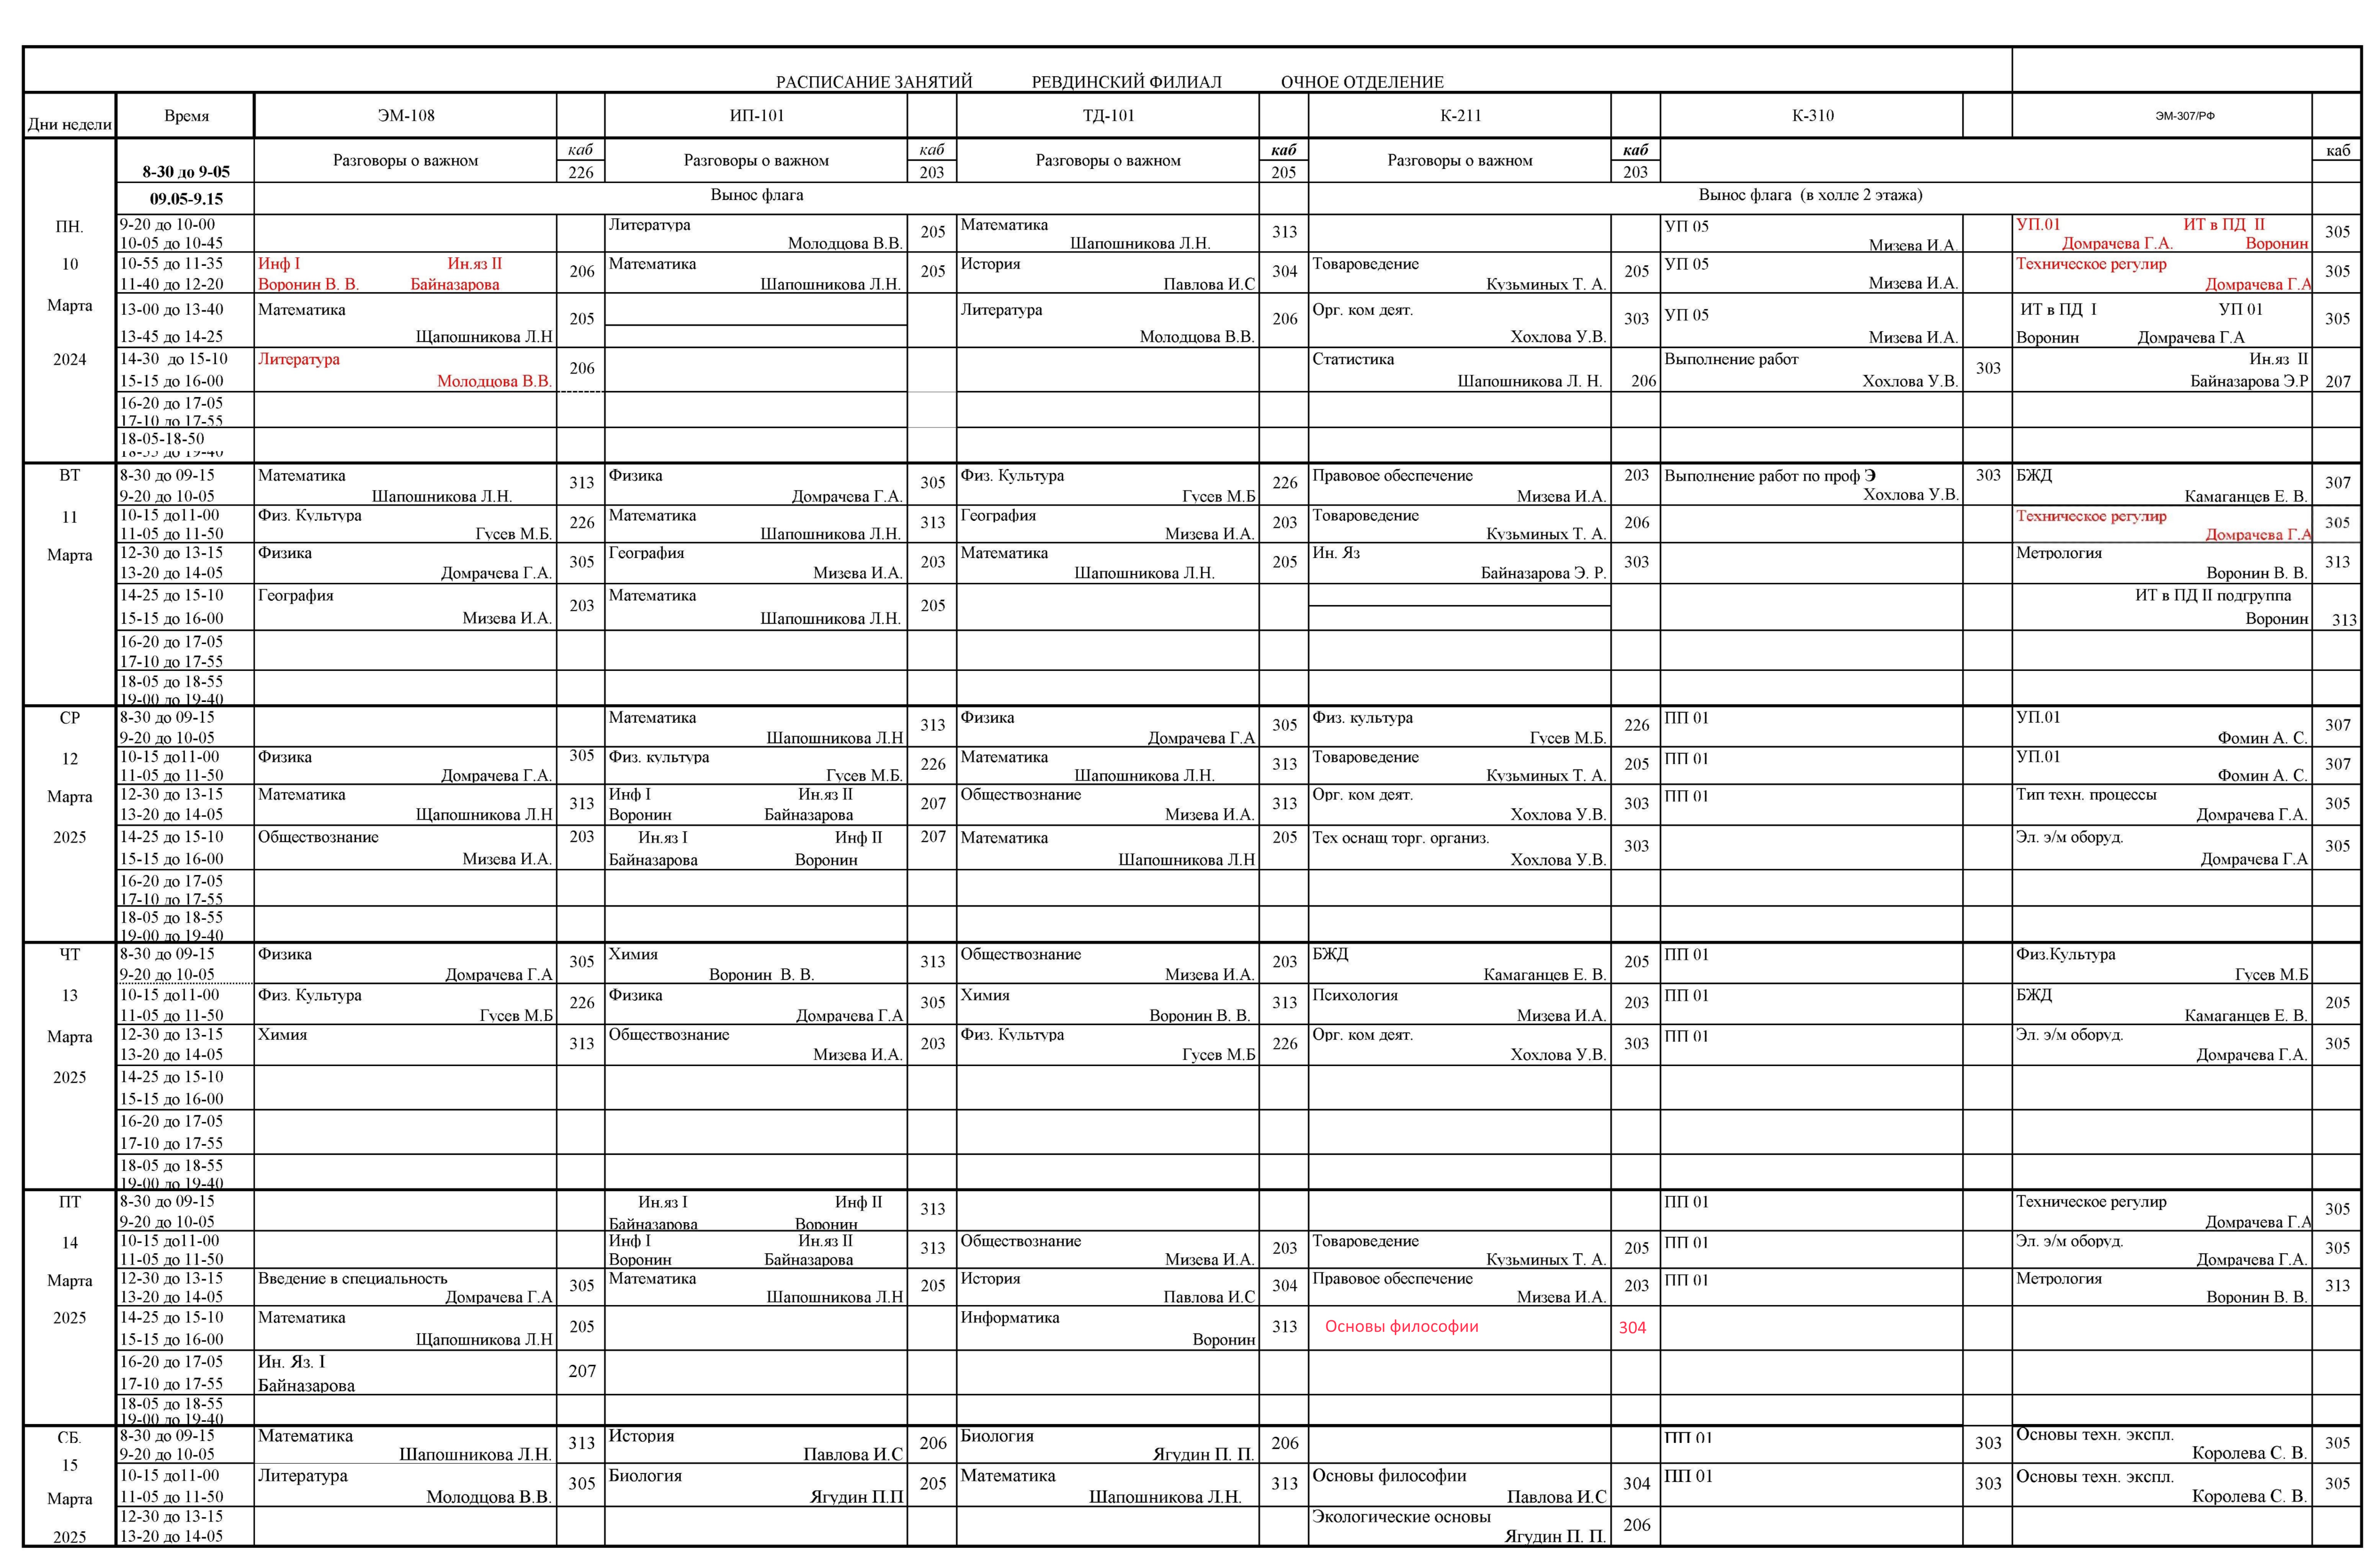 РАСПИСАНИЕ ЗАНЯТИЙ РЕВДИНСКИЙ ФИЛИАЛ ОЧНОЕ ОТДЕЛЕНИЕ
Дни недели Время ЭМ-108 ИП-101 ТД-101 К-211 К-310 ЭМ-307/РФ
каб каб каб каб каб
8-30 до 9-05 Разговоры о важном 226 Разговоры о важном 203 Разговоры о важном 205 Разговоры о важном 203
09.05-9.15 Вынос флага Вынос флага (в холле 2 этажа)
ПН. 9-20 до 10-00 Литература 205 Математика 313 УП 05 УП.01 ИТ в ПД II 305
10-05 до 10-45 Молодцова В.В. Шапошникова Л.Н. Мизева И.А. Домрачева Г.А. Воронин
10 10-55 до 11-35 Инф I Ин.яз II 206 Математика 205 История 304 Товароведение 205 УП 05 Техническое регулир 305
11-40 до 12-20 Воронин В. В. Байназарова Шапошникова Л.Н. Павлова И.С Кузьминых Т. А. Мизева И.А. Домрачева Г.А
Марта 13-00 до 13-40 Математика 205 Литература 206 Орг. ком деят. 303 УП 05 ИТ в ПД I УП 01 305
13-45 до 14-25 Щапошникова Л.Н Молодцова В.В. Хохлова У.В. Мизева И.А. Воронин Домрачева Г.А
2024 14-30 до 15-10 Литература 206 Статистика Выполнение работ 303 Ин.яз II
15-15 до 16-00 Молодцова В.В. Шапошникова Л. Н. 206 Хохлова У.В. Байназарова Э.Р 207
16-20 до 17-05
17-10 до 17-55
18-05-18-50
18-55 до 19-40
ВТ 8-30 до 09-15 Математика 313 Физика 305 Физ. Культура 226 Правовое обеспечение 203 Выполнение работ по проф Э 303 БЖД 307
9-20 до 10-05 Шапошникова Л.Н. Домрачева Г.А. Гусев М.Б Мизева И.А. Хохлова У.В. Камаганцев Е. В.
11 10-15 до11-00 Физ. Культура 226 Математика 313 География 203 Товароведение 206 Техническое регулир 305
11-05 до 11-50 Гусев М.Б. Шапошникова Л.Н. Мизева И.А. Кузьминых Т. А. Домрачева Г.А
Марта 12-30 до 13-15 Физика 305 География 203 Математика 205 Ин. Яз 303 Метрология 313
13-20 до 14-05 Домрачева Г.А. Мизева И.А. Шапошникова Л.Н. Байназарова Э. Р. Воронин В. В.
14-25 до 15-10 География 203 Математика 205 ИТ в ПД II подгруппа
15-15 до 16-00 Мизева И.А. Шапошникова Л.Н. Воронин 313
16-20 до 17-05
17-10 до 17-55
18-05 до 18-55
19-00 до 19-40
СР 8-30 до 09-15 Математика 313 Физика 305 Физ. культура 226 ПП 01 УП.01 307
9-20 до 10-05 Шапошникова Л.Н Домрачева Г.А Гусев М.Б. Фомин А. С.
12 10-15 до11-00 Физика 305 Физ. культура 226 Математика 313 Товароведение 205 ПП 01 УП.01 307
11-05 до 11-50 Домрачева Г.А. Гусев М.Б. Шапошникова Л.Н. Кузьминых Т. А. Фомин А. С.
Марта 12-30 до 13-15 Математика 313 Инф I Ин.яз II 207 Обществознание 313 Орг. ком деят. 303 ПП 01 Тип техн. процессы 305
13-20 до 14-05 Щапошникова Л.Н Воронин Байназарова Мизева И.А. Хохлова У.В. Домрачева Г.А.
2025 14-25 до 15-10 Обществознание 203 Ин.яз I Инф II 207 Математика 205 Тех оснащ торг. организ. 303 Эл. э/м оборуд. 305
15-15 до 16-00 Мизева И.А. Байназарова Воронин Шапошникова Л.Н Хохлова У.В. Домрачева Г.А
16-20 до 17-05
17-10 до 17-55
18-05 до 18-55
19-00 до 19-40
ЧТ 8-30 до 09-15 Физика 305 Химия 313 Обществознание 203 БЖД 205 ПП 01 Физ.Культура
9-20 до 10-05 Домрачева Г.А Воронин В. В. Мизева И.А. Камаганцев Е. В. Гусев М.Б
13 10-15 до11-00 Физ. Культура 226 Физика 305 Химия 313 Психология 203 ПП 01 БЖД 205
11-05 до 11-50 Гусев М.Б Домрачева Г.А Воронин В. В. Мизева И.А. Камаганцев Е. В.
Марта 12-30 до 13-15 Химия 313 Обществознание 203 Физ. Культура 226 Орг. ком деят. 303 ПП 01 Эл. э/м оборуд. 305
13-20 до 14-05 Мизева И.А. Гусев М.Б Хохлова У.В. Домрачева Г.А.
2025 14-25 до 15-10
15-15 до 16-00
16-20 до 17-05
17-10 до 17-55
18-05 до 18-55
19-00 до 19-40
ПТ 8-30 до 09-15 Ин.яз I Инф II 313 ПП 01 Техническое регулир 305
9-20 до 10-05 Байназарова Воронин Домрачева Г.А
14 10-15 до11-00 Инф I Ин.яз II 313 Обществознание 203 Товароведение 205 ПП 01 Эл. э/м оборуд. 305
11-05 до 11-50 Воронин Байназарова Мизева И.А. Кузьминых Т. А. Домрачева Г.А.
Марта 12-30 до 13-15 Введение в специальность 305 Математика 205 История 304 Правовое обеспечение 203 ПП 01 Метрология 313
13-20 до 14-05 Домрачева Г.А Шапошникова Л.Н Павлова И.С Мизева И.А. Воронин В. В.
2025 14-25 до 15-10 Математика 205 Информатика 313 Основы философии 304
15-15 до 16-00 Щапошникова Л.Н Воронин
16-20 до 17-05 Ин. Яз. I 207
17-10 до 17-55 Байназарова
18-05 до 18-55
19-00 до 19-40
СБ. 8-30 до 09-15 Математика 313 История 206 Биология 206 ПП 01 303 Основы техн. экспл. 305
9-20 до 10-05 Шапошникова Л.Н. Павлова И.С Ягудин П. П. Королева С. В.
15 10-15 до11-00 Литература 305 Биология 205 Математика 313 Основы философии 304 ПП 01 303 Основы техн. экспл. 305
Марта 11-05 до 11-50 Молодцова В.В. Ягудин П.П Шапошникова Л.Н. Павлова И.С Королева С. В.
12-30 до 13-15 Экологические основы 206
2025 13-20 до 14-05 Ягудин П. П.